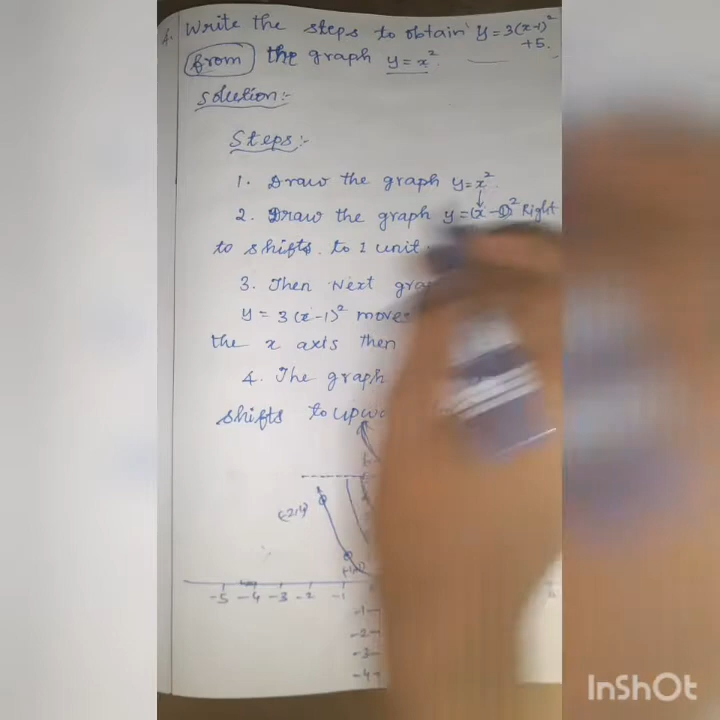 4. Write the steps to obtain y = 3(x-1)²
+5.
from the graph y = x².
Solution:-
Steps:-
1. Draw the graph y = x²
2. Draw the graph y = (x - 1)² Right
to shifts to 1 unit
3. Then Next gra
y = 3(x-1)² moves
the x axis then
4. The graph
shifts to upwa
(-2,4)
-5 -4 -3 -2 -1
-1
-2
-3
-4
InShOt